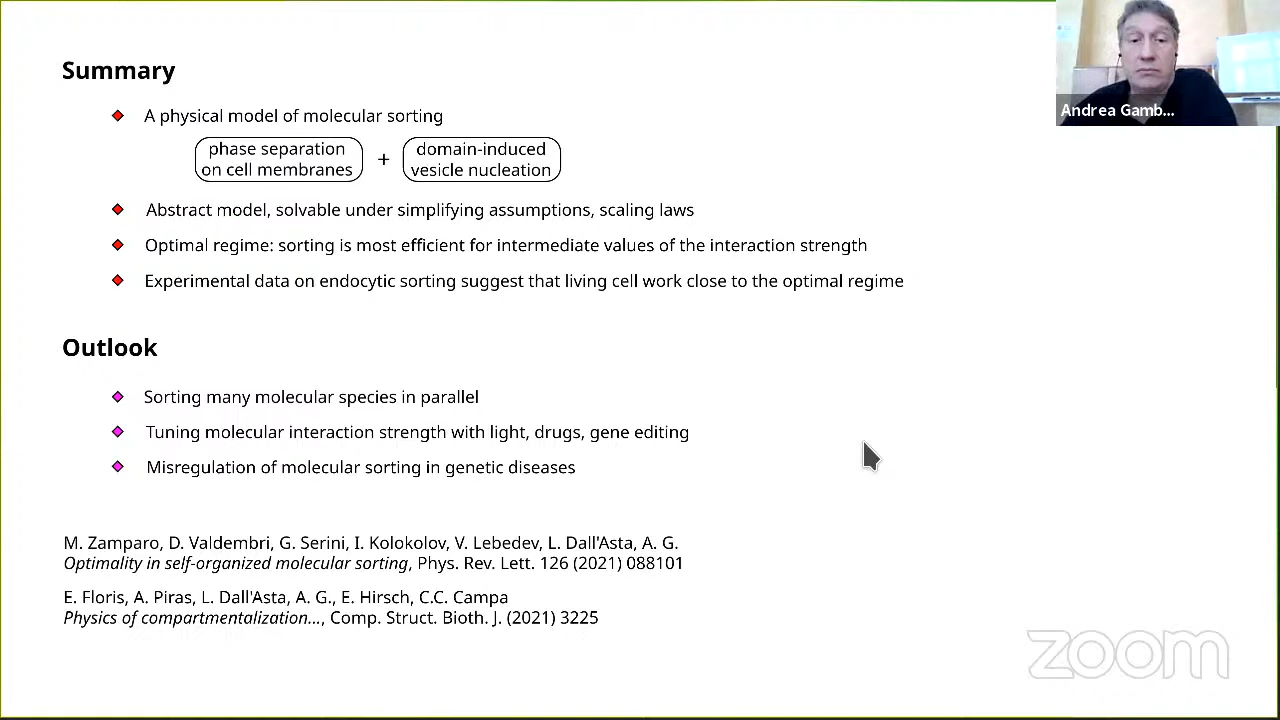 Summary
A physical model of molecular sorting
phase separation
on cell membranes
+
domain-induced
vesicle nucleation
Abstract model, solvable under simplifying assumptions, scaling laws
Optimal regime: sorting is most efficient for intermediate values of the interaction strength
Experimental data on endocytic sorting suggest that living cell work close to the optimal regime
Outlook
Sorting many molecular species in parallel
Tuning molecular interaction strength with light, drugs, gene editing
Misregulation of molecular sorting in genetic diseases
M. Zamparo, D. Valdembri, G. Serini, I. Kolokolov, V. Lebedev, L. Dall'Asta, A. G.
Optimality in self-organized molecular sorting, Phys. Rev. Lett. 126 (2021) 088101
E. Floris, A. Piras, L. Dall'Asta, A. G., E. Hirsch, C.C. Campa
Physics of compartmentalization..., Comp. Struct. Bioth. J. (2021) 3225
Andrea Gamb...
zoom